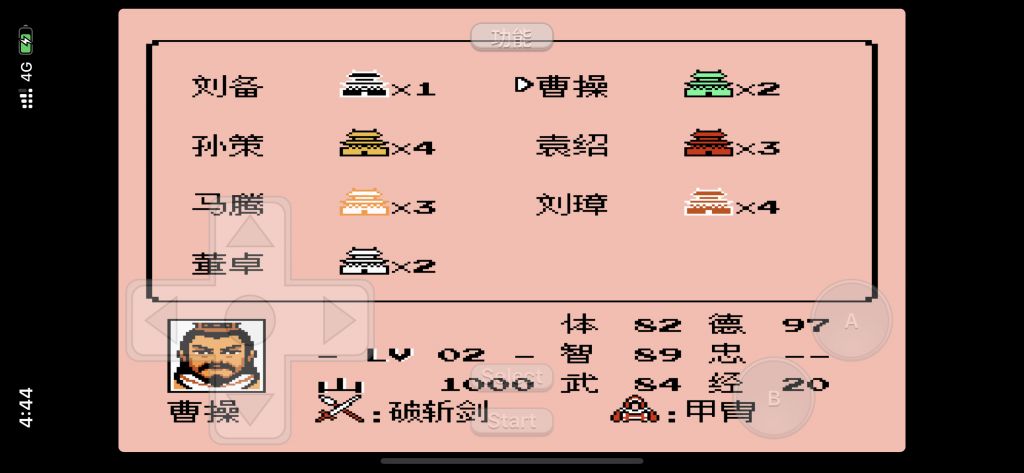 功能
刘备 ×1 曹操 ×2
孙策 ×4 袁绍 ×3
马腾 ×3 刘璋 ×4
董卓 ×2
体 82 德 97
- LV 02 - 智 89 忠 --
1000 武 84 经 20
曹操 :破斩剑 :甲胄
Select
Start
A
B
4G
4:44